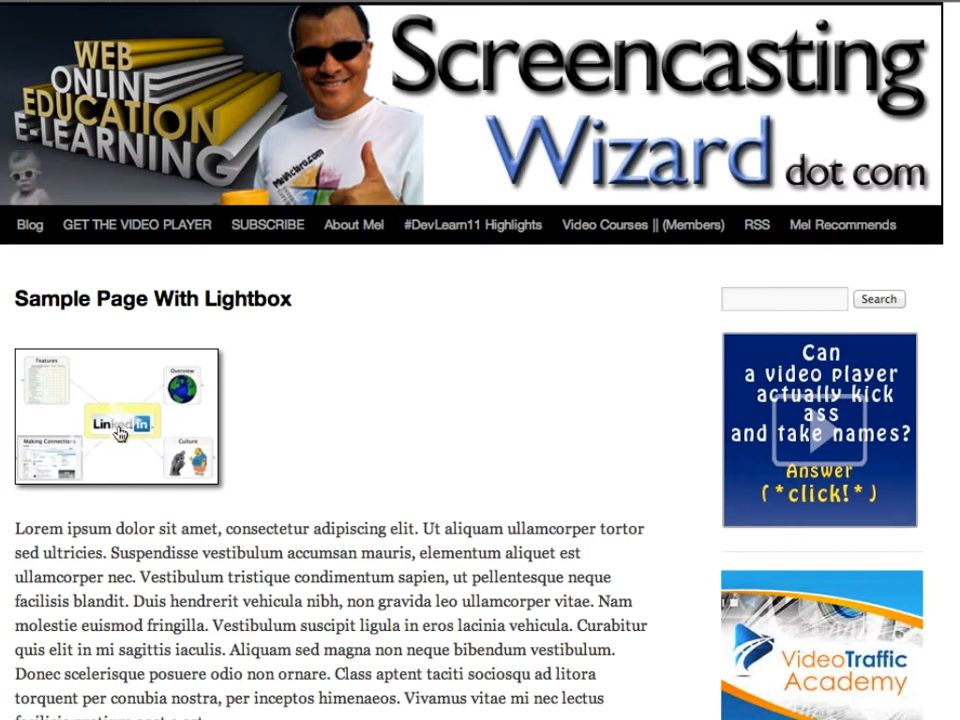 WEB
ONLINE
EDUCATION
E-LEARNING
MelAclaro.com
Screencasting
Wizard dot com
Blog GET THE VIDEO PLAYER SUBSCRIBE About Mel #DevLearn11 Highlights Video Courses || (Members) RSS Mel Recommends
Sample Page With Lightbox
Search
Features
Overview
LinkedIn
Making Connections
Culture
Can
a video player
actually kick
ass
and take names?
Answer
(*click!*)
Lorem ipsum dolor sit amet, consectetur adipiscing elit. Ut aliquam ullamcorper tortor
sed ultricies. Suspendisse vestibulum accumsan mauris, elementum aliquet est
ullamcorper nec. Vestibulum tristique condimentum sapien, ut pellentesque neque
facilisis blandit. Duis hendrerit vehicula nibh, non gravida leo ullamcorper vitae. Nam
molestie euismod fringilla. Vestibulum suscipit ligula in eros lacinia vehicula. Curabitur
quis elit in mi sagittis iaculis. Aliquam sed magna non neque bibendum vestibulum.
Donec scelerisque posuere odio non ornare. Class aptent taciti sociosqu ad litora
torquent per conubia nostra, per inceptos himenaeos. Vivamus vitae mi nec lectus
VideoTraffic
Academy